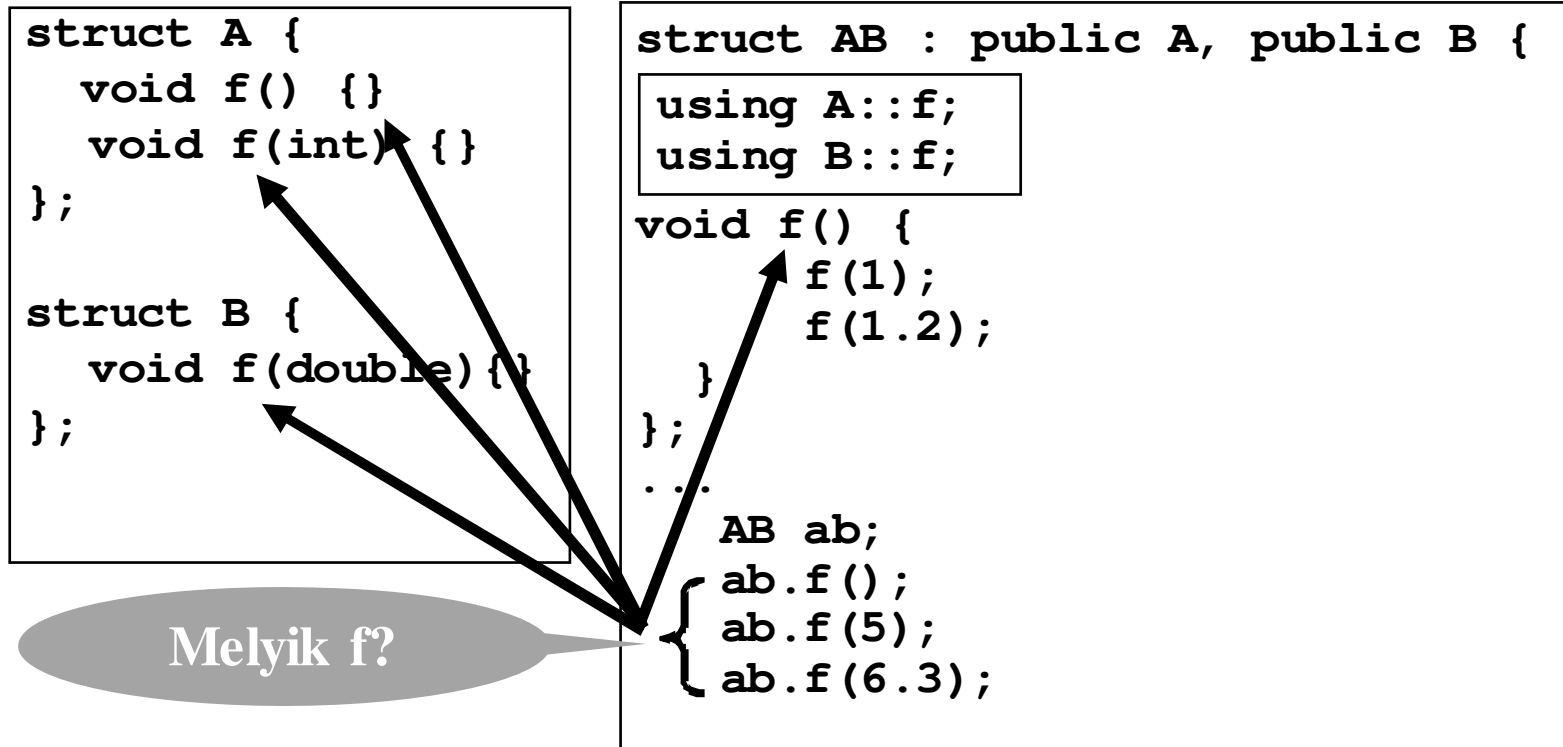 struct A {
void f() {}
void f(int) {}
};
struct B {
void f(double){}
};
struct AB : public A, public B {
using A::f;
using B::f;
void f() {
f(1);
f(1.2);
}
};
...
AB ab;
ab.f();
ab.f(5);
ab.f(6.3);
Melyik f?